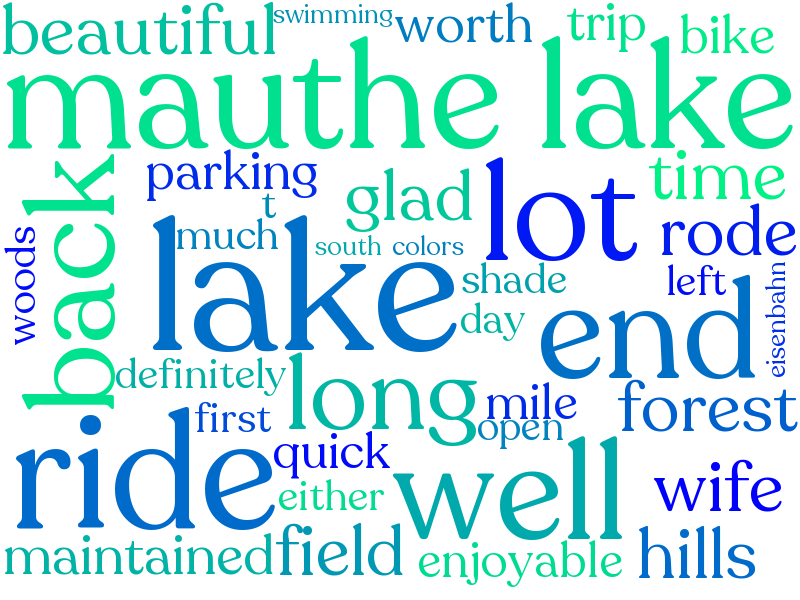 beautiful
swimming
worth
trip
bike
mauthe lake
back
parking
t
glad
lot
time
woods
much
south
colors
rode
lake
shade
left
eisenbahn
day
end
definitely
long
mile
forest
first
open
ride
quick
well
either
wife
maintained
field
enjoyable
hills